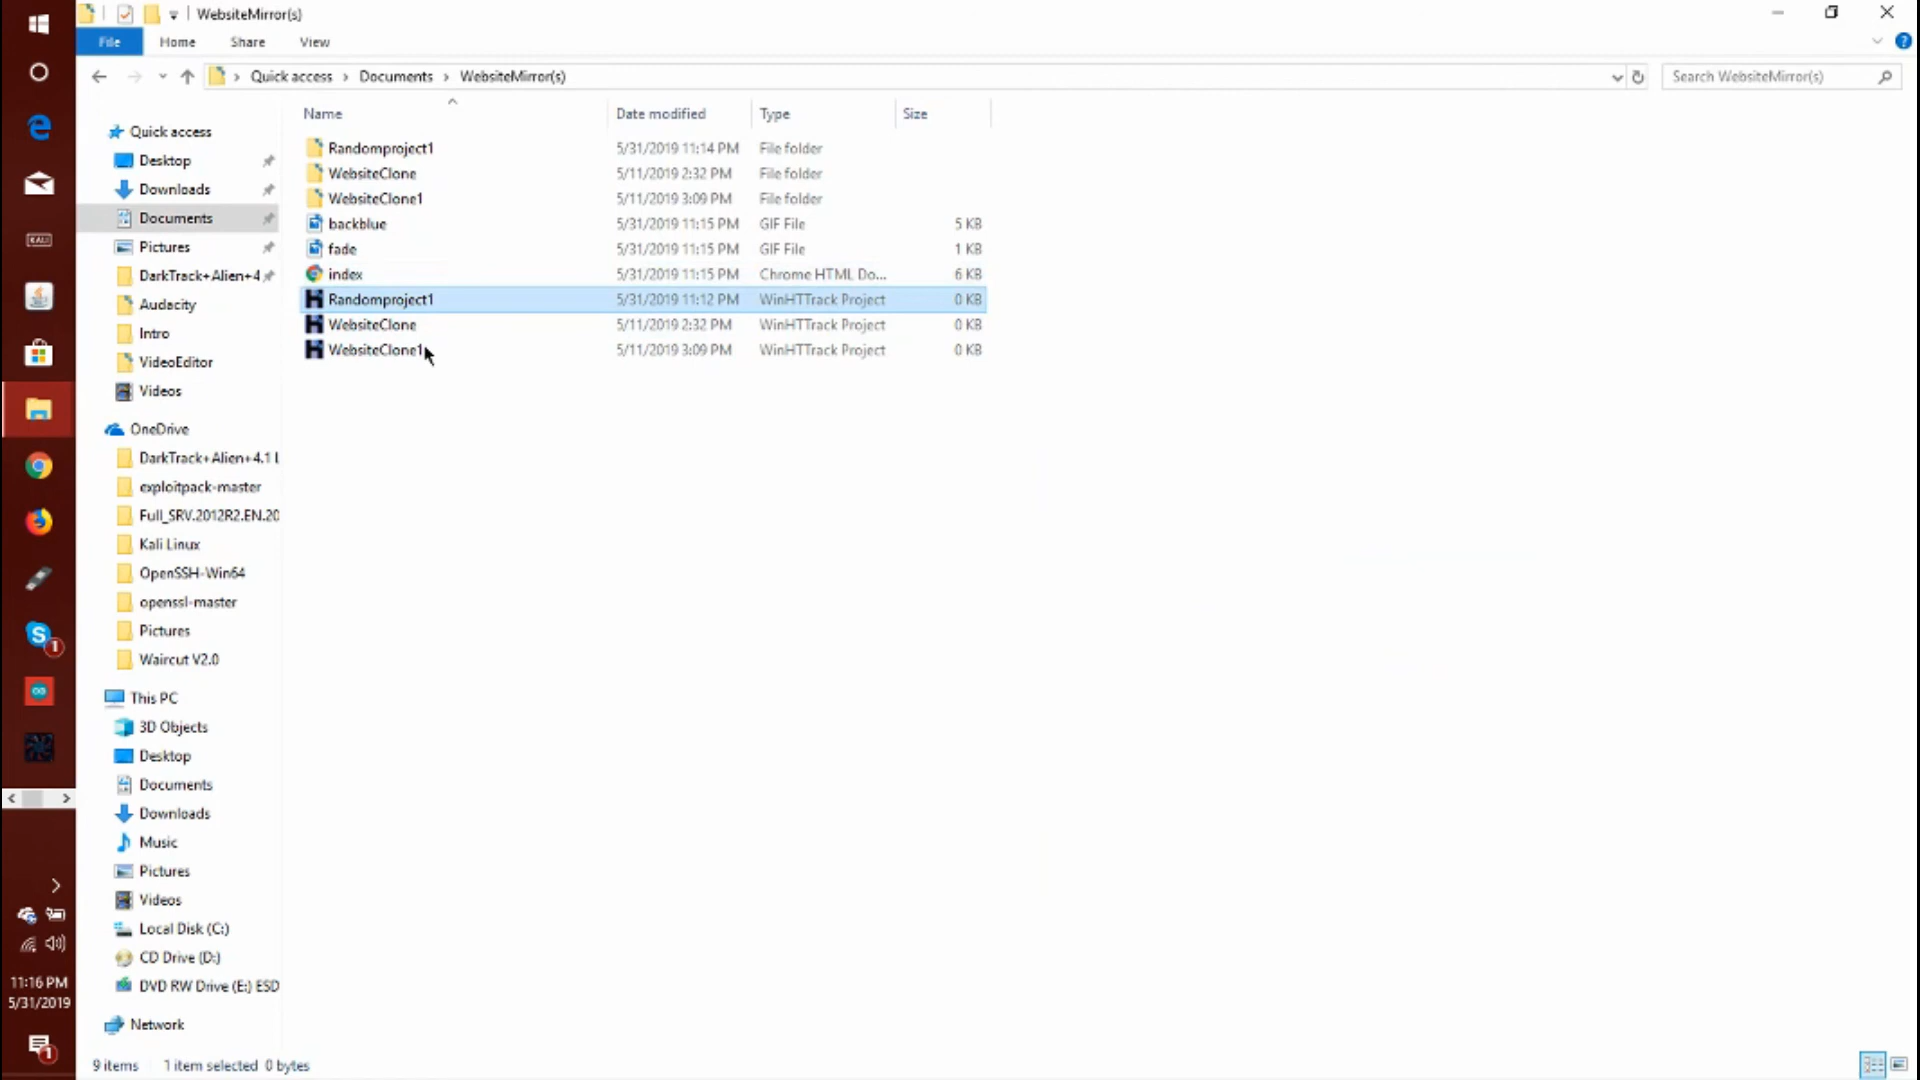 WebsiteMirror(s)
File Home Share View
Quick access Documents WebsiteMirror(s) Search WebsiteMirror(s)
Name Date modified Type Size
Randomproject1 5/31/2019 11:14 PM File folder
WebsiteClone 5/11/2019 2:32 PM File folder
WebsiteClone1 5/11/2019 3:09 PM File folder
backblue 5/31/2019 11:15 PM GIF File 5 KB
fade 5/31/2019 11:15 PM GIF File 1 KB
index 5/31/2019 11:15 PM Chrome HTML Do... 6 KB
Randomproject1 5/31/2019 11:12 PM WinHTTrack Project 0 KB
WebsiteClone 5/11/2019 2:32 PM WinHTTrack Project 0 KB
WebsiteClone1 5/11/2019 3:09 PM WinHTTrack Project 0 KB
Quick access
Desktop
Downloads
Documents
Pictures
DarkTrack+Alien+4
Audacity
Intro
VideoEditor
Videos
OneDrive
DarkTrack+Alien+4.1 L
exploitpack-master
Full_SRV.2012R2.EN.20
Kali Linux
OpenSSH-Win64
openssl-master
Pictures
Waircut V2.0
This PC
3D Objects
Desktop
Documents
Downloads
Music
Pictures
Videos
Local Disk (C:)
CD Drive (D:)
DVD RW Drive (E:) ESD
Network
9 items 1 item selected 0 bytes
KALI
S 1
11:16 PM
5/31/2019
1